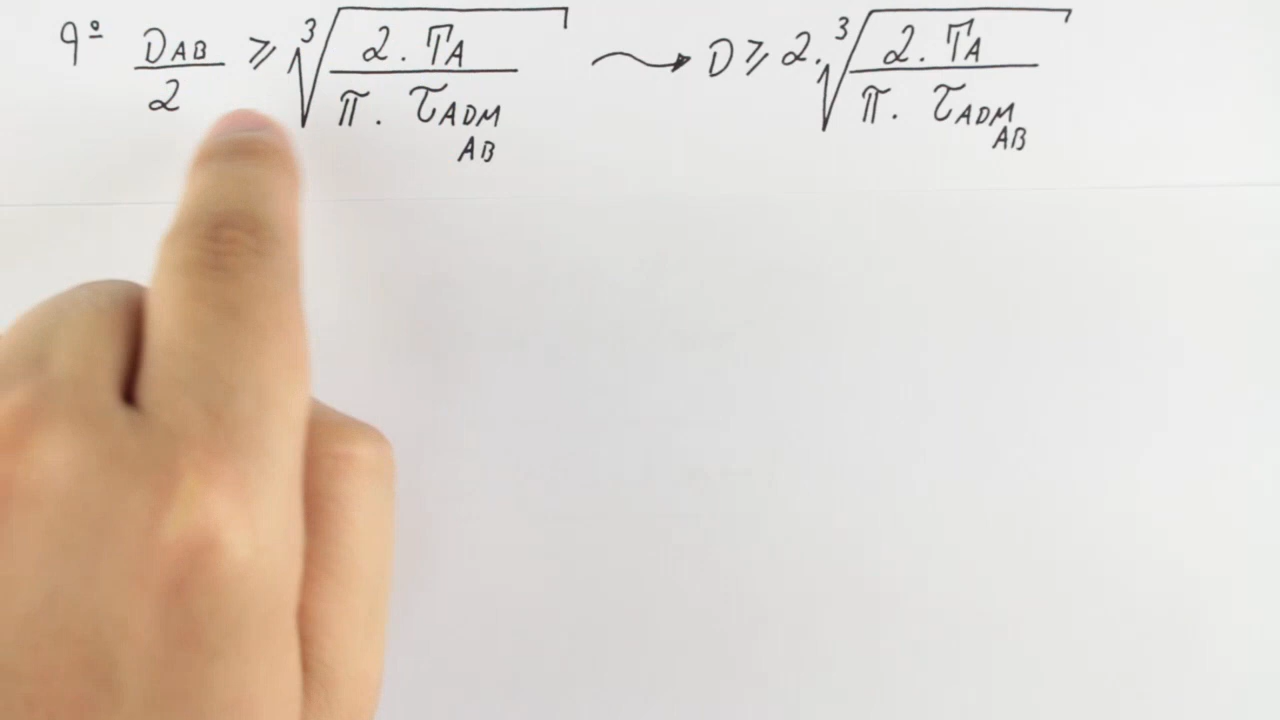 9º D_AB/2 ⩾ ∛(2 . T_A / π . τ_ADM AB) ⟶ D ⩾ 2 . ∛(2 . T_A / π . τ_ADM AB)